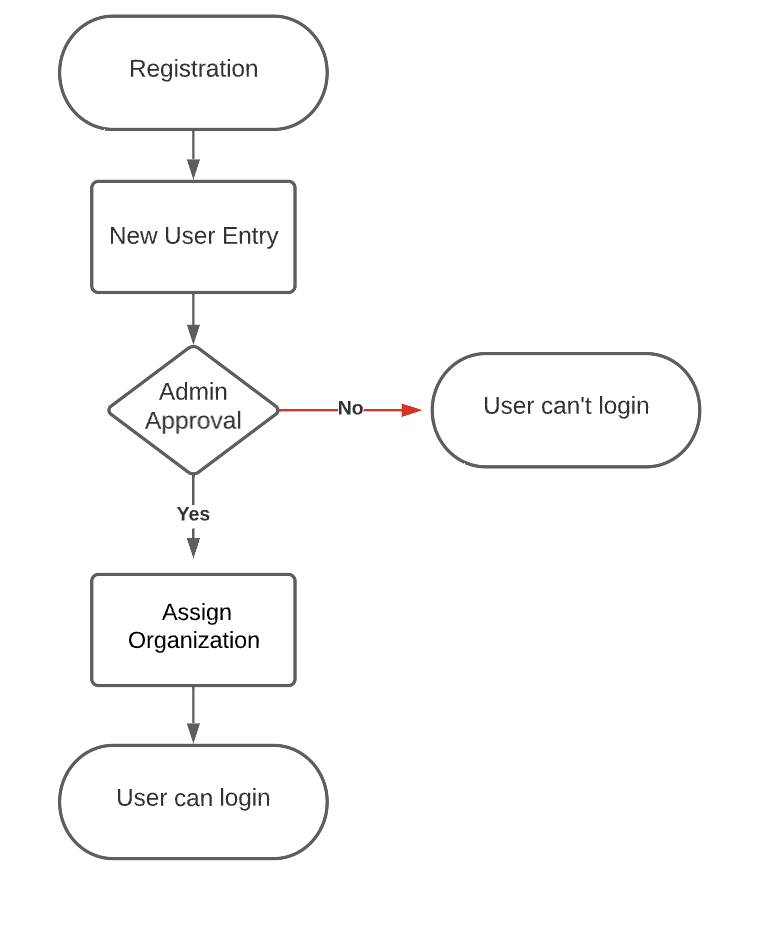 Registration
New User Entry
Admin
Approval
No
User can't login
Yes
Assign
Organization
User can login